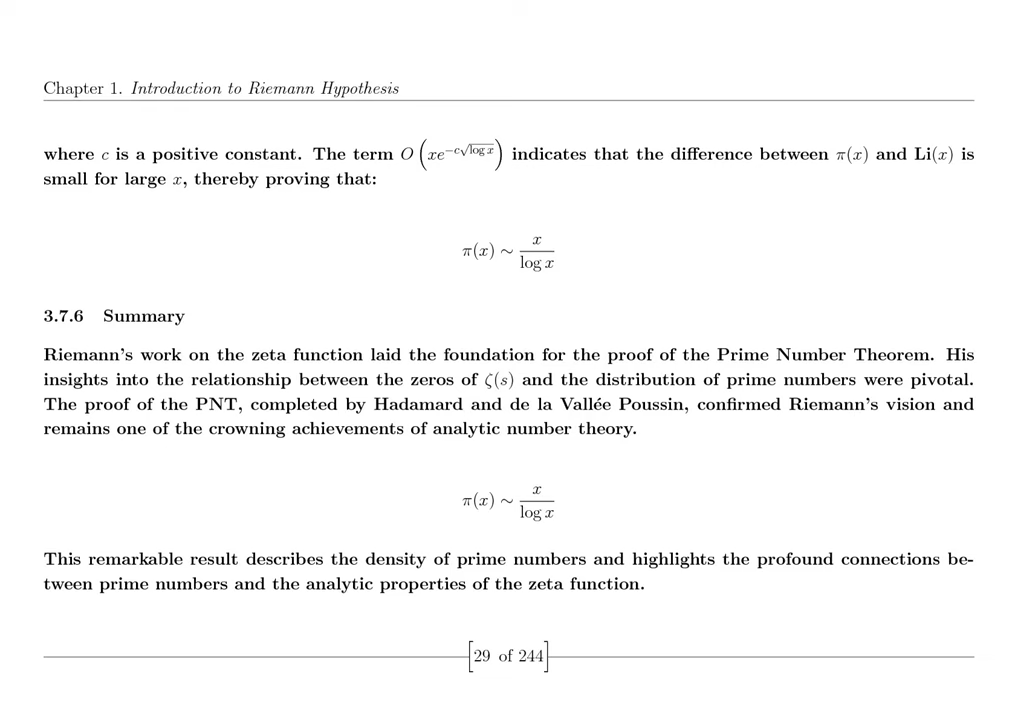 Chapter 1. Introduction to Riemann Hypothesis
where c is a positive constant. The term O(xe^{−c√log x}) indicates that the difference between π(x) and Li(x) is
small for large x, thereby proving that:
π(x) ∼ x / log x
3.7.6 Summary
Riemann's work on the zeta function laid the foundation for the proof of the Prime Number Theorem. His
insights into the relationship between the zeros of ζ(s) and the distribution of prime numbers were pivotal.
The proof of the PNT, completed by Hadamard and de la Vallée Poussin, confirmed Riemann's vision and
remains one of the crowning achievements of analytic number theory.
π(x) ∼ x / log x
This remarkable result describes the density of prime numbers and highlights the profound connections be-
tween prime numbers and the analytic properties of the zeta function.
[29 of 244]